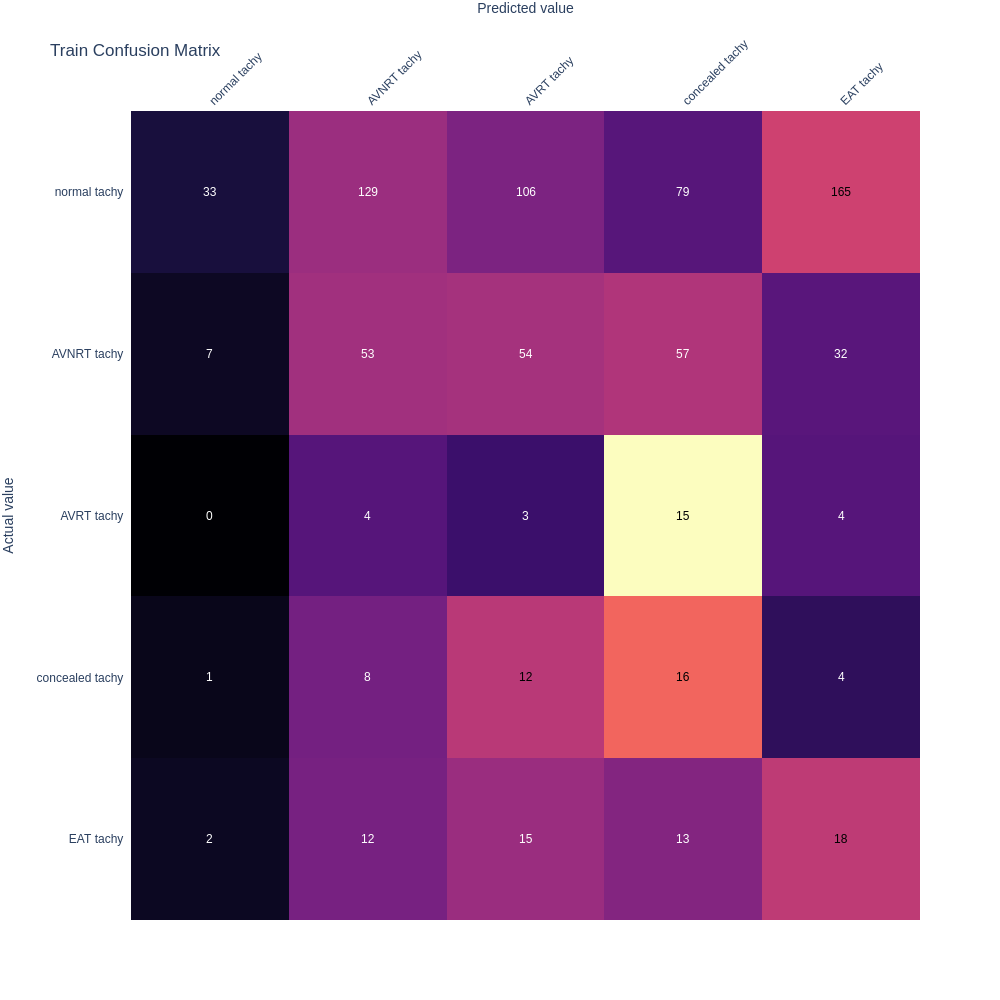 Predicted value
Train Confusion Matrix
normal tachy AVNRT tachy AVRT tachy concealed tachy EAT tachy
normal tachy 33 129 106 79 165
AVNRT tachy 7 53 54 57 32
Actual value
AVRT tachy 0 4 3 15 4
concealed tachy 1 8 12 16 4
EAT tachy 2 12 15 13 18